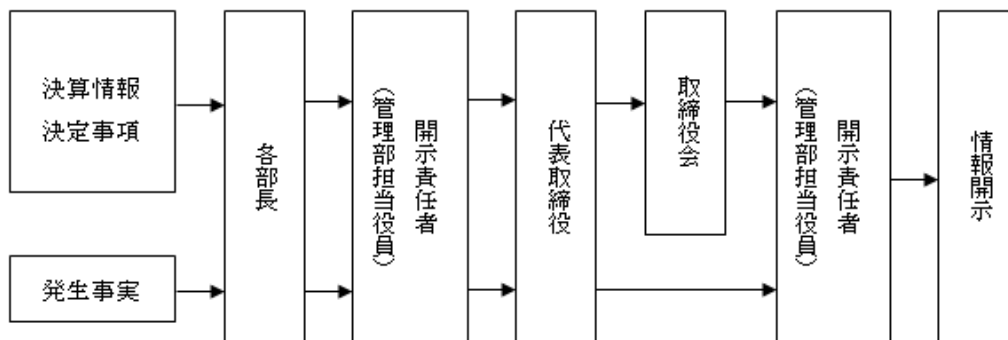 決算情報
決定事項
発生事実
各部長
開示責任者
（管理部担当役員）
代表取締役
取締役会
開示責任者
（管理部担当役員）
情報開示